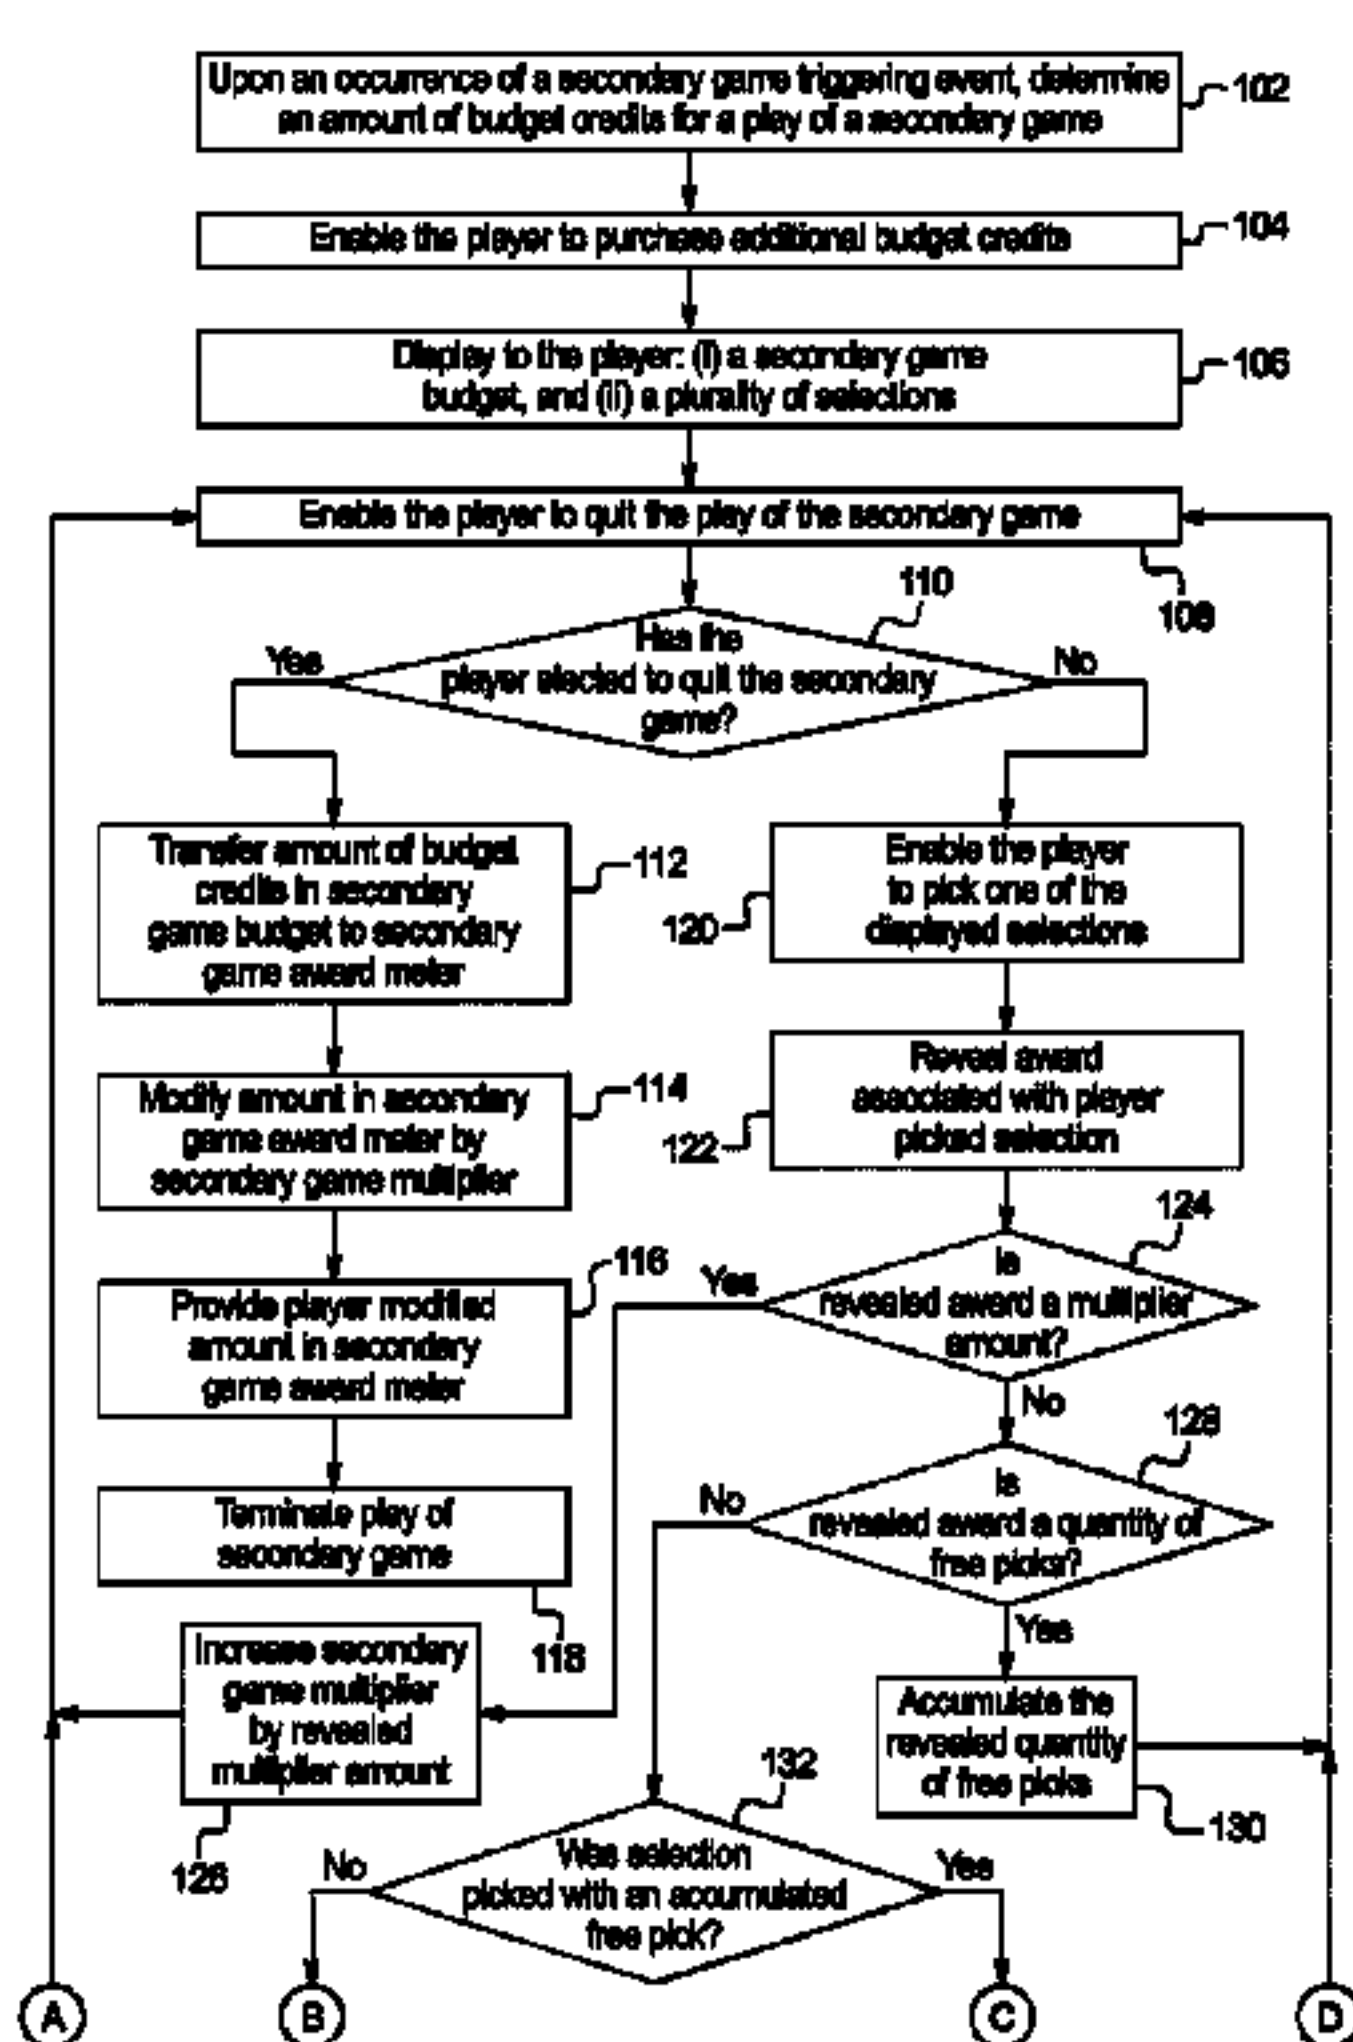 Upon an occurrence of a secondary game triggering event, determine
an amount of budget credits for a play of a secondary game
102
Enable the player to purchase additional budget credits
104
Display to the player: (i) a secondary game
budget, and (ii) a plurality of selections
106
Enable the player to quit the play of the secondary game
108
110
Has the
player elected to quit the secondary
game?
Yes
No
Transfer amount of budget
credits in secondary
game budget to secondary
game award meter
112
Enable the player
to pick one of the
displayed selections
120
Modify amount in secondary
game award meter by
secondary game multiplier
114
Reveal award
associated with player
picked selection
122
Provide player modified
amount in secondary
game award meter
116
124
Is
revealed award a multiplier
amount?
Yes
No
Terminate play of
secondary game
118
128
Is
revealed award a quantity of
free picks?
No
Yes
Increase secondary
game multiplier
by revealed
multiplier amount
126
Accumulate the
revealed quantity
of free picks
130
132
Was selection
picked with an accumulated
free pick?
No
Yes
A
B
C
D